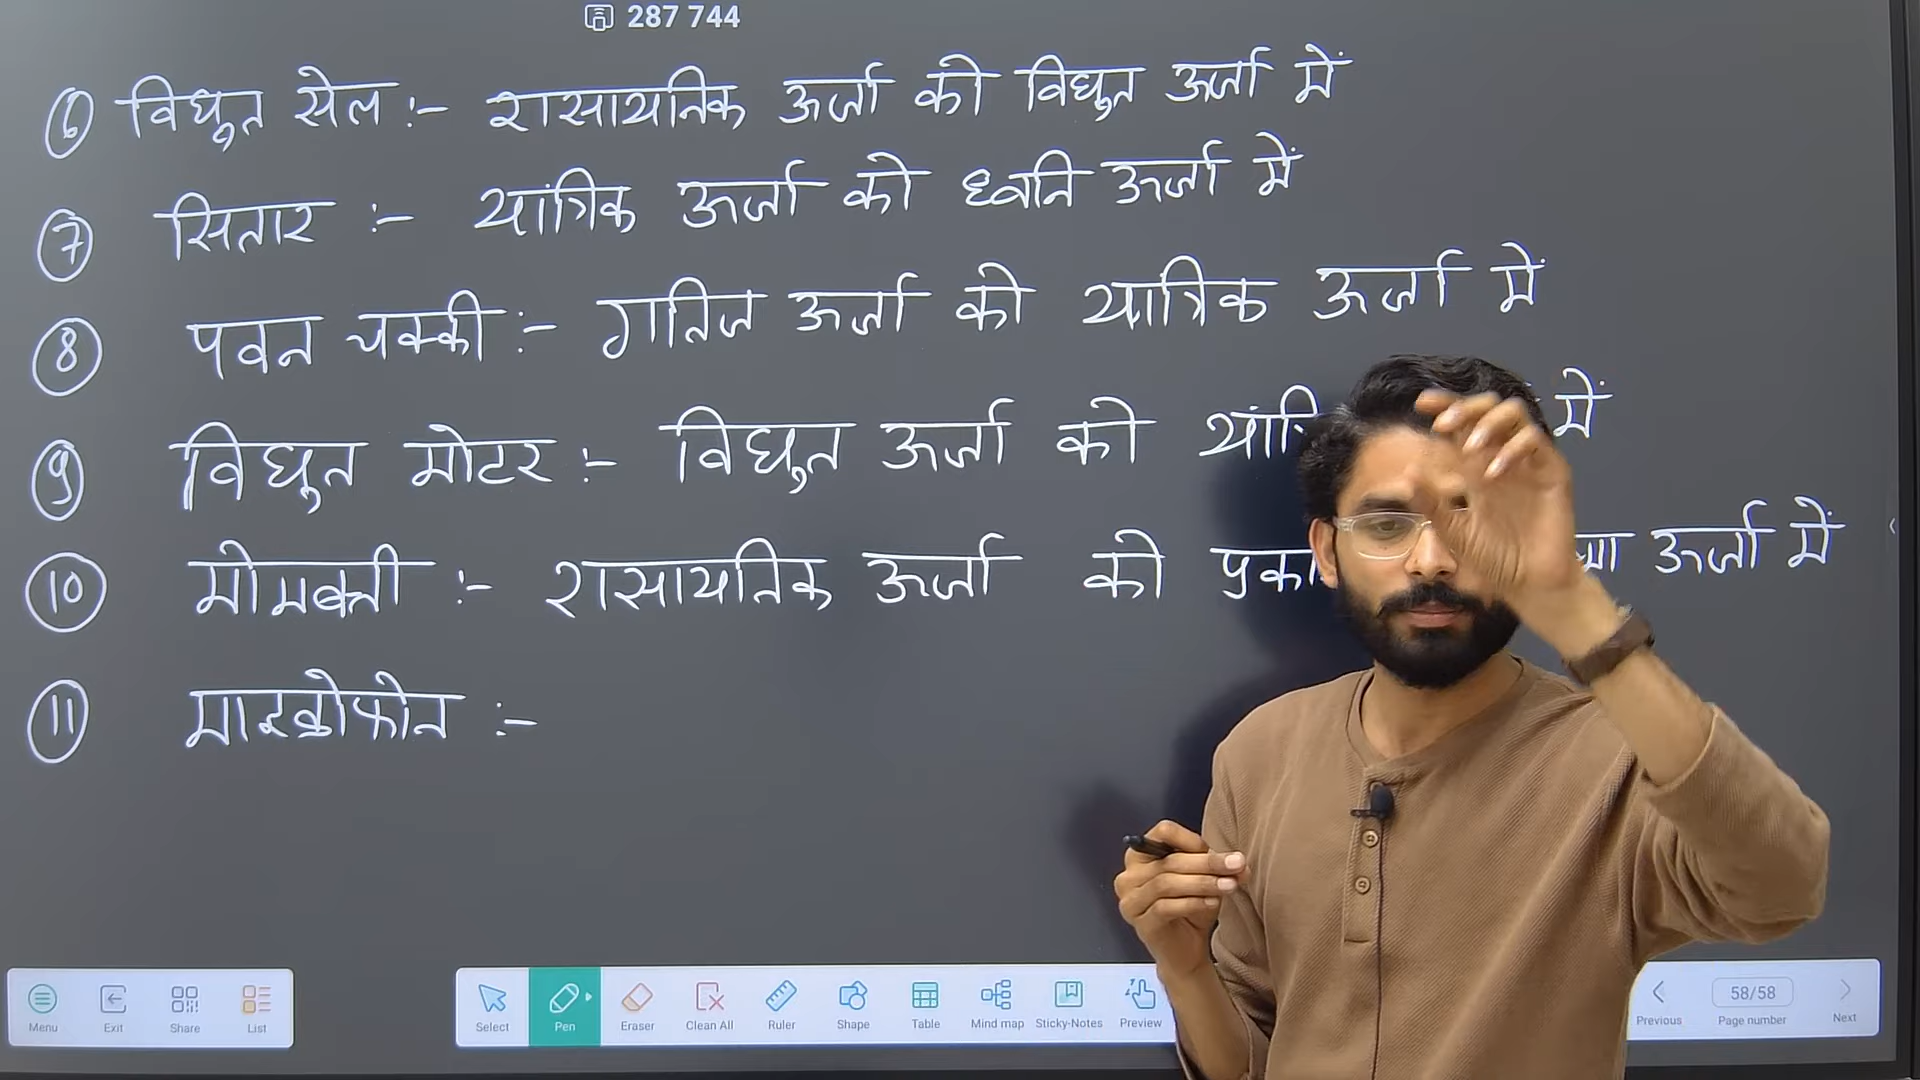 287 744
⑥ विद्युत सेल :- रासायनिक ऊर्जा को विद्युत ऊर्जा में
⑦ सितार :- यांत्रिक ऊर्जा को ध्वनि ऊर्जा में
⑧ पवन चक्की :- गतिज ऊर्जा को यांत्रिक ऊर्जा में
⑨ विद्युत मोटर :- विद्युत ऊर्जा को में
⑩ मोमबत्ती :- रासायनिक ऊर्जा को ऊर्जा में
⑪ माइक्रोफोन :-
Menu Exit Share List Select Pen Eraser Clean All Ruler Shape Table Mind map Sticky-Notes Preview Previous 58/58 Page number Next